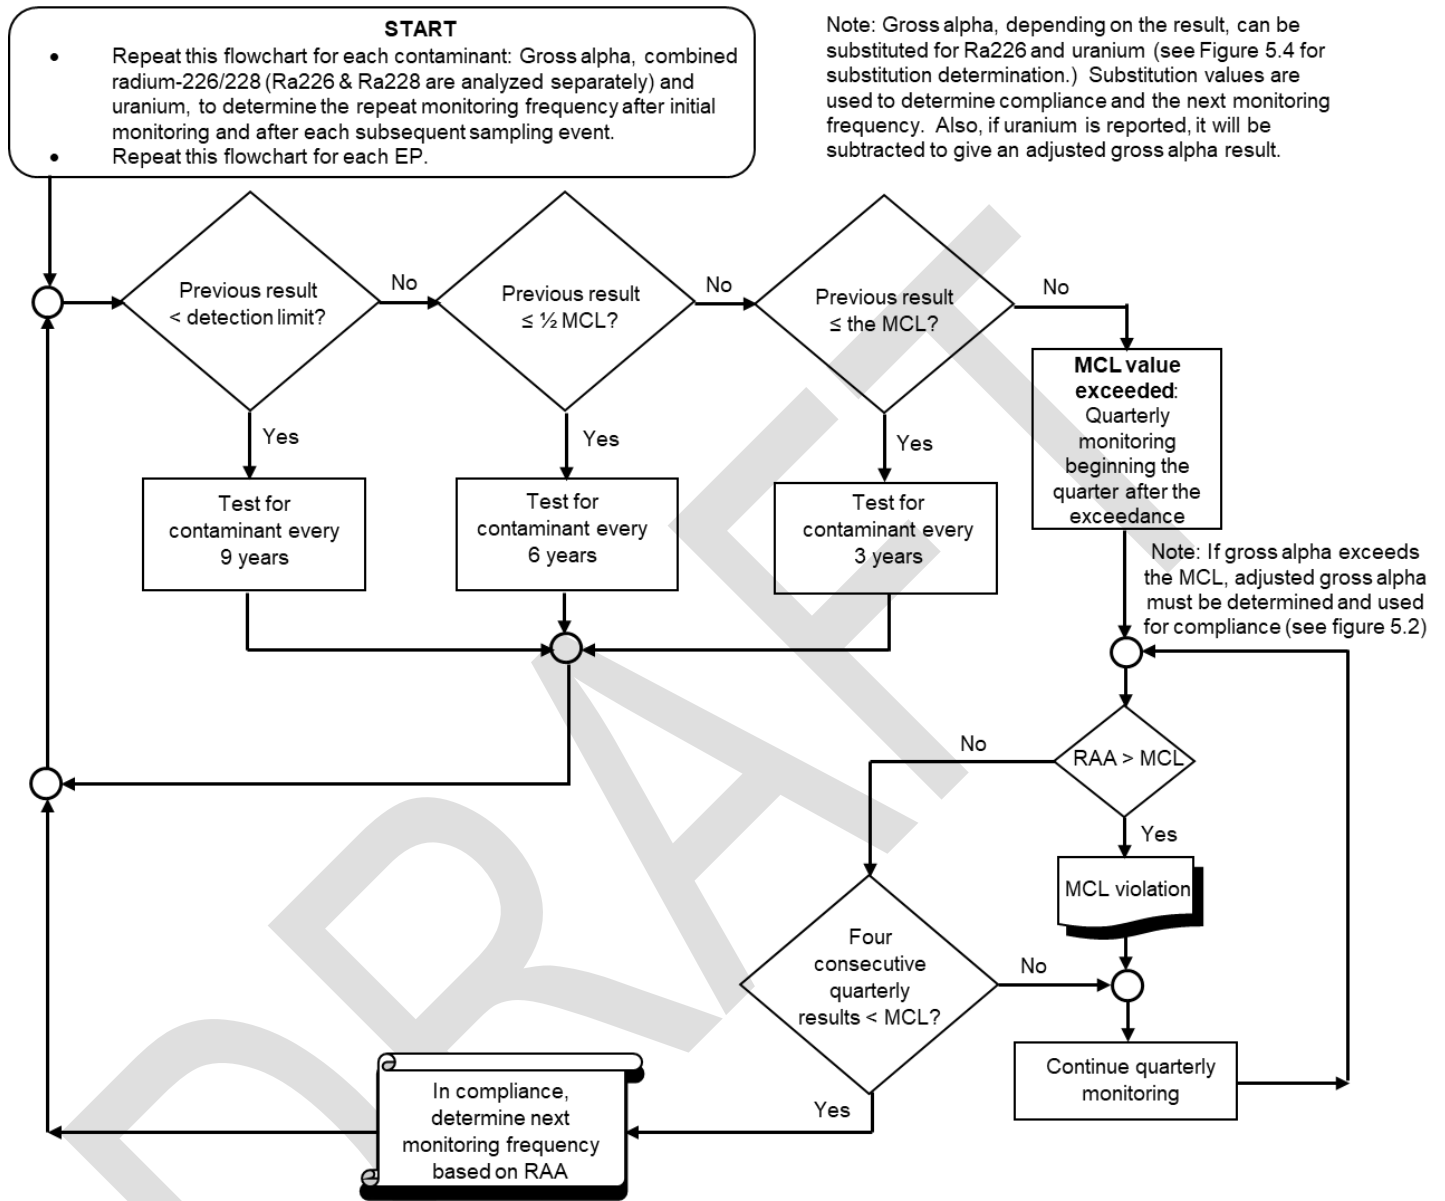 START
• Repeat this flowchart for each contaminant: Gross alpha, combined
radium-226/228 (Ra226 & Ra228 are analyzed separately) and
uranium, to determine the repeat monitoring frequency after initial
monitoring and after each subsequent sampling event.
• Repeat this flowchart for each EP.
Note: Gross alpha, depending on the result, can be
substituted for Ra226 and uranium (see Figure 5.4 for
substitution determination.) Substitution values are
used to determine compliance and the next monitoring
frequency. Also, if uranium is reported, it will be
subtracted to give an adjusted gross alpha result.
Previous result
< detection limit?
No
Previous result
≤ ½ MCL?
No
Previous result
≤ the MCL?
No
MCL value
exceeded:
Quarterly
monitoring
beginning the
quarter after the
exceedance
Yes
Yes
Yes
Test for
contaminant every
9 years
Test for
contaminant every
6 years
Test for
contaminant every
3 years
Note: If gross alpha exceeds
the MCL, adjusted gross alpha
must be determined and used
for compliance (see figure 5.2)
RAA > MCL
No
Yes
MCL violation
Four
consecutive
quarterly
results < MCL?
No
Continue quarterly
monitoring
Yes
In compliance,
determine next
monitoring frequency
based on RAA
DRAFT